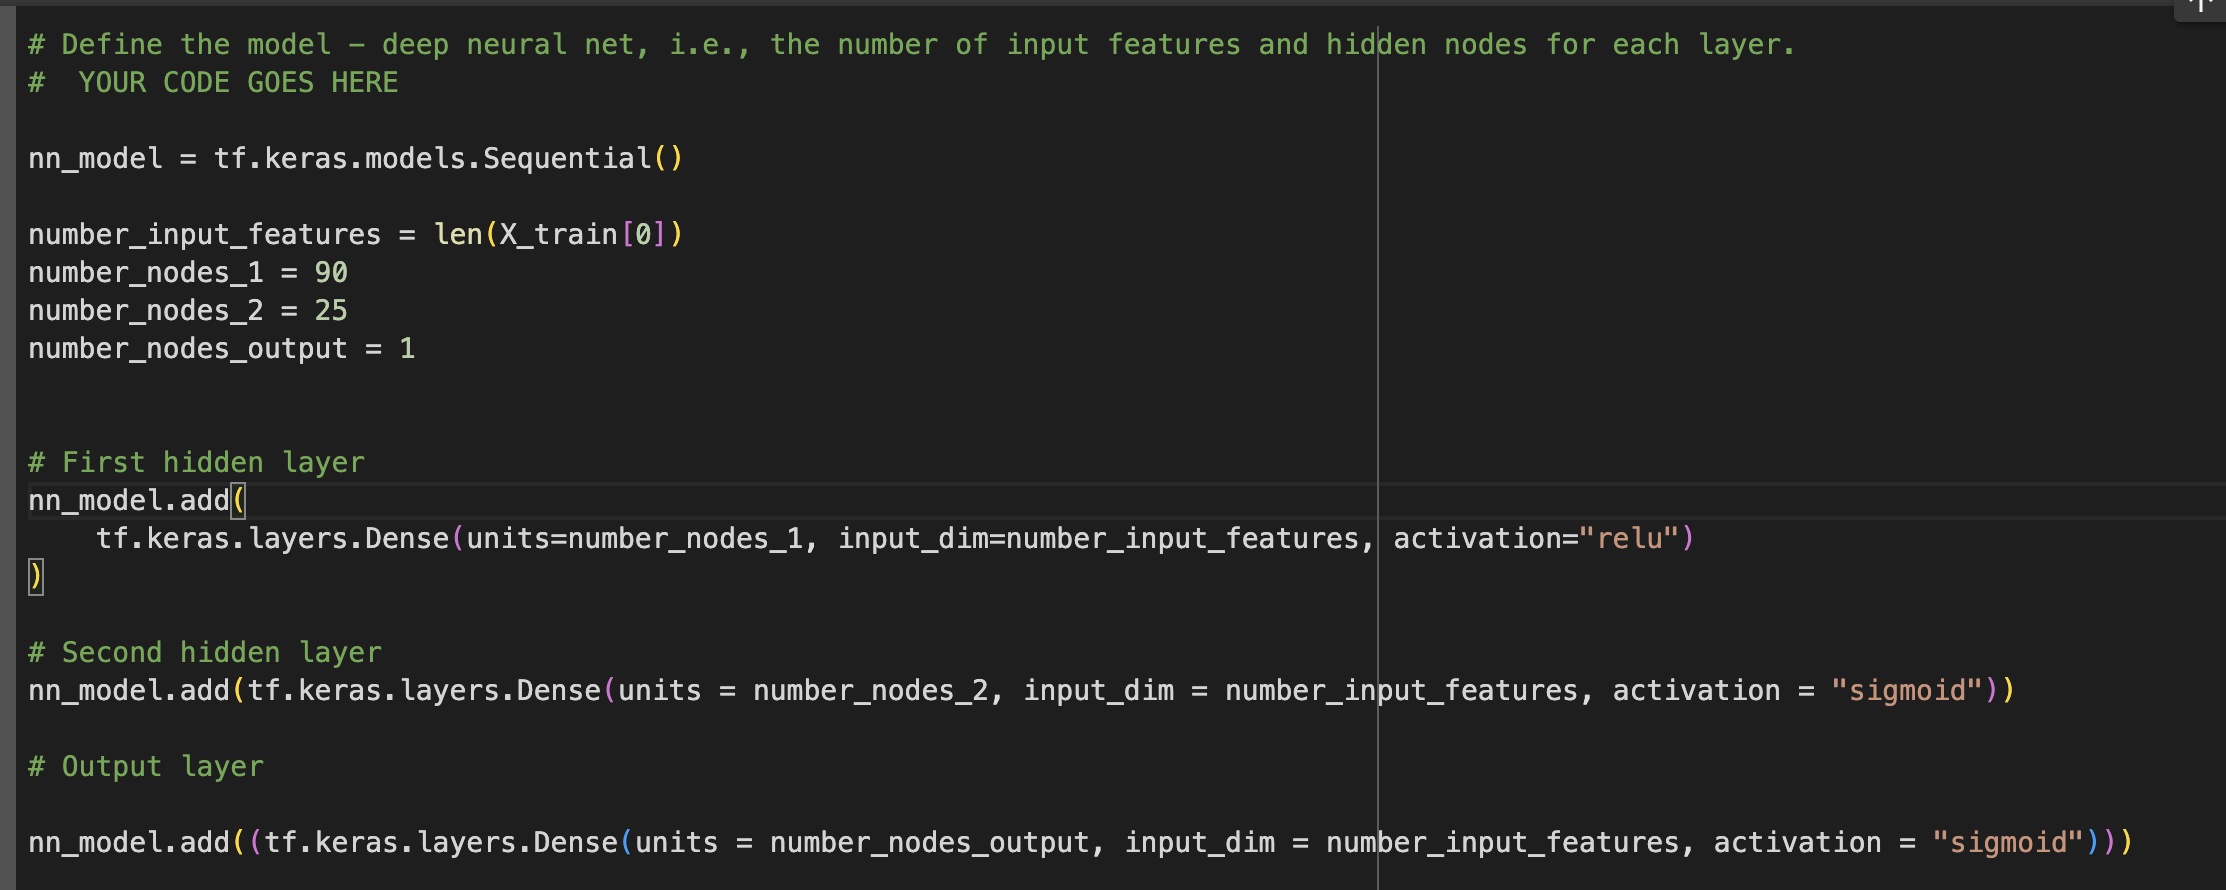 # Define the model – deep neural net, i.e., the number of input features and hidden nodes for each layer.
#  YOUR CODE GOES HERE
nn_model = tf.keras.models.Sequential()
number_input_features = len(X_train[0])
number_nodes_1 = 90
number_nodes_2 = 25
number_nodes_output = 1
# First hidden layer
nn_model.add(
    tf.keras.layers.Dense(units=number_nodes_1, input_dim=number_input_features, activation="relu")
)
# Second hidden layer
nn_model.add(tf.keras.layers.Dense(units = number_nodes_2, input_dim = number_input_features, activation = "sigmoid"))
# Output layer
nn_model.add((tf.keras.layers.Dense(units = number_nodes_output, input_dim = number_input_features, activation = "sigmoid")))